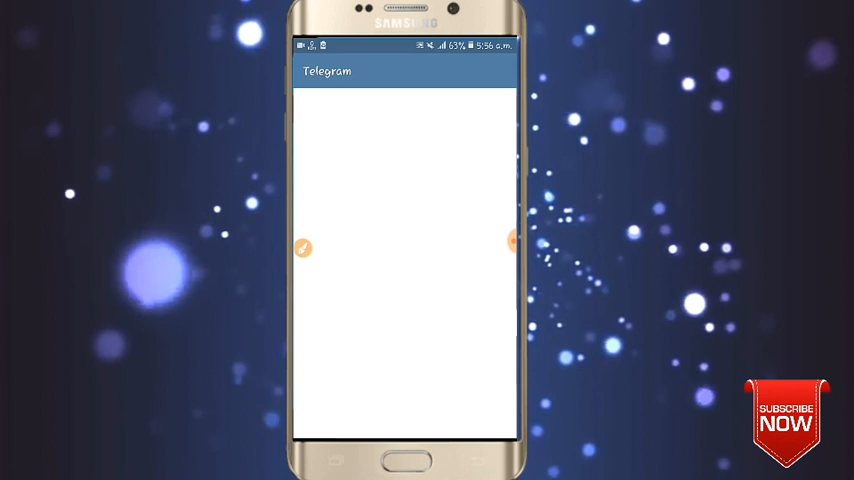 SAMSUNG
63% 5:56 a.m.
Telegram
SUBSCRIBE
NOW